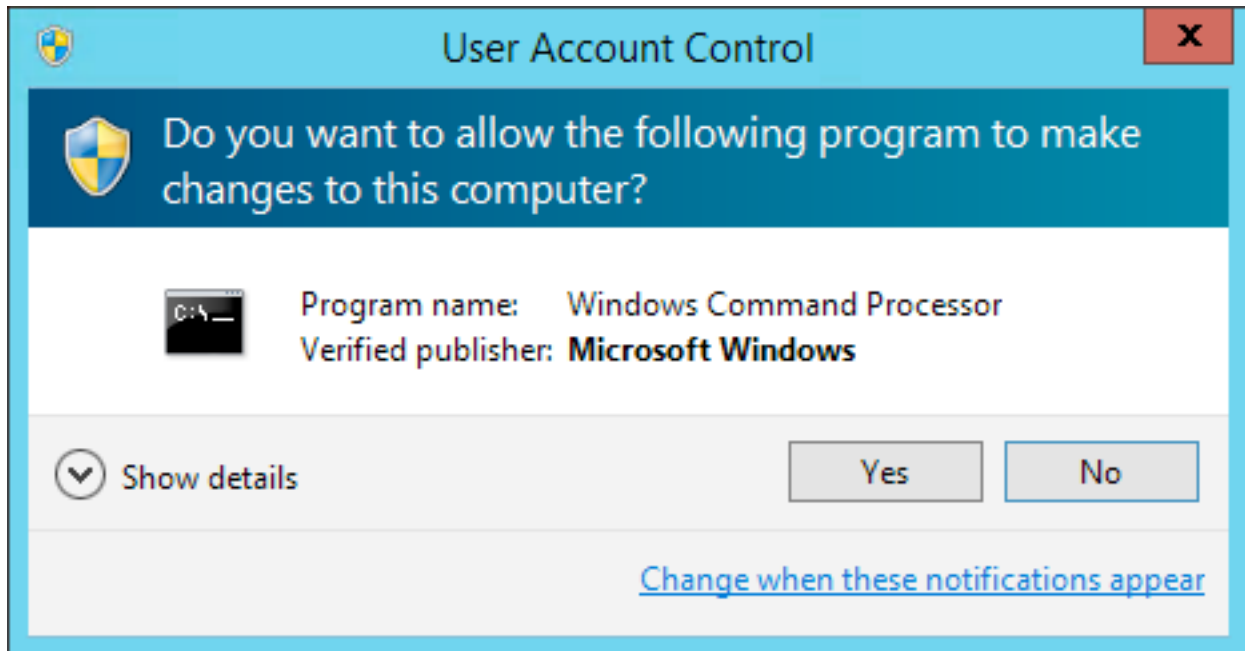 User Account Control
x
Do you want to allow the following program to make
changes to this computer?
C:\_
Program name: Windows Command Processor
Verified publisher: Microsoft Windows
Show details
Yes
No
Change when these notifications appear